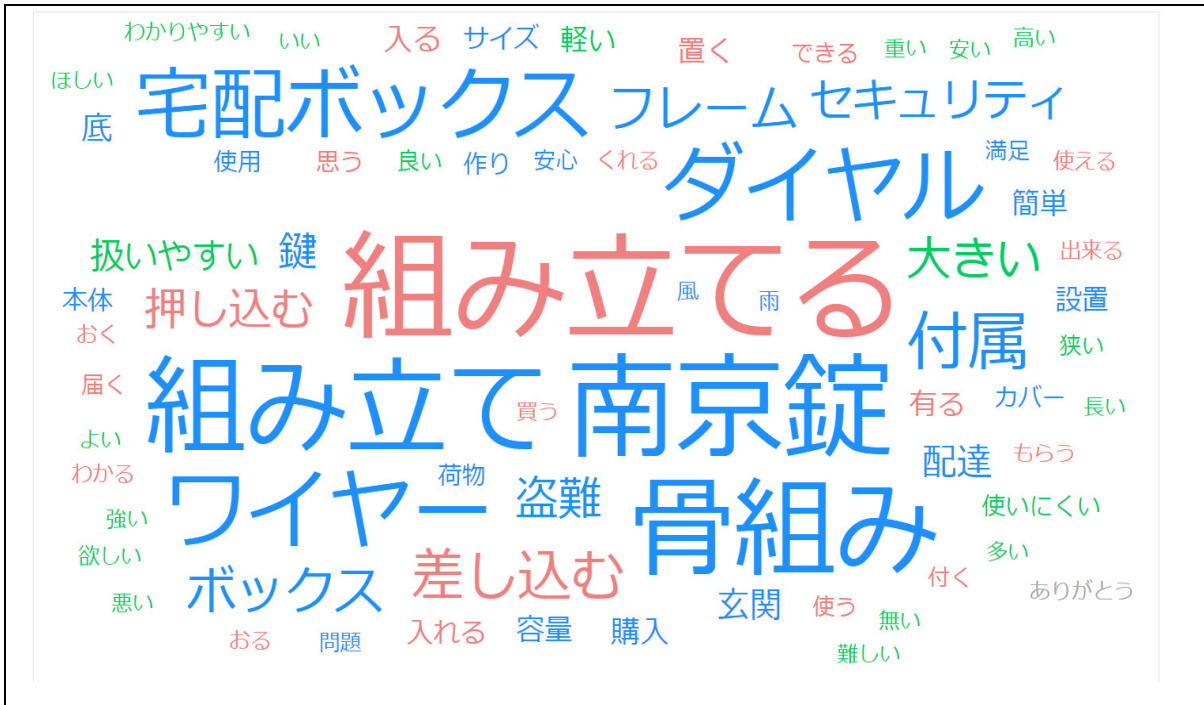 わかりやすい いい 入る サイズ 軽い 置く できる 重い 安い 高い
ほしい 宅配ボックス フレーム セキュリティ
底 使用 思う 良い 作り 安心 くれる ダイヤル 満足 使える
簡単
扱いやすい 鍵 組み立てる 大きい 出来る
本体 押し込む 風 雨 設置
おく 付属 狭い
届く 組み立て 買う 南京錠 有る カバー 長い
よい
わかる ワイヤー 荷物 盗難 骨組み 配達 もらう
強い 使いにくい
欲しい 多い
悪い ボックス 差し込む 玄関 使う 付く ありがとう
おる 問題 入れる 容量 購入 無い
難しい